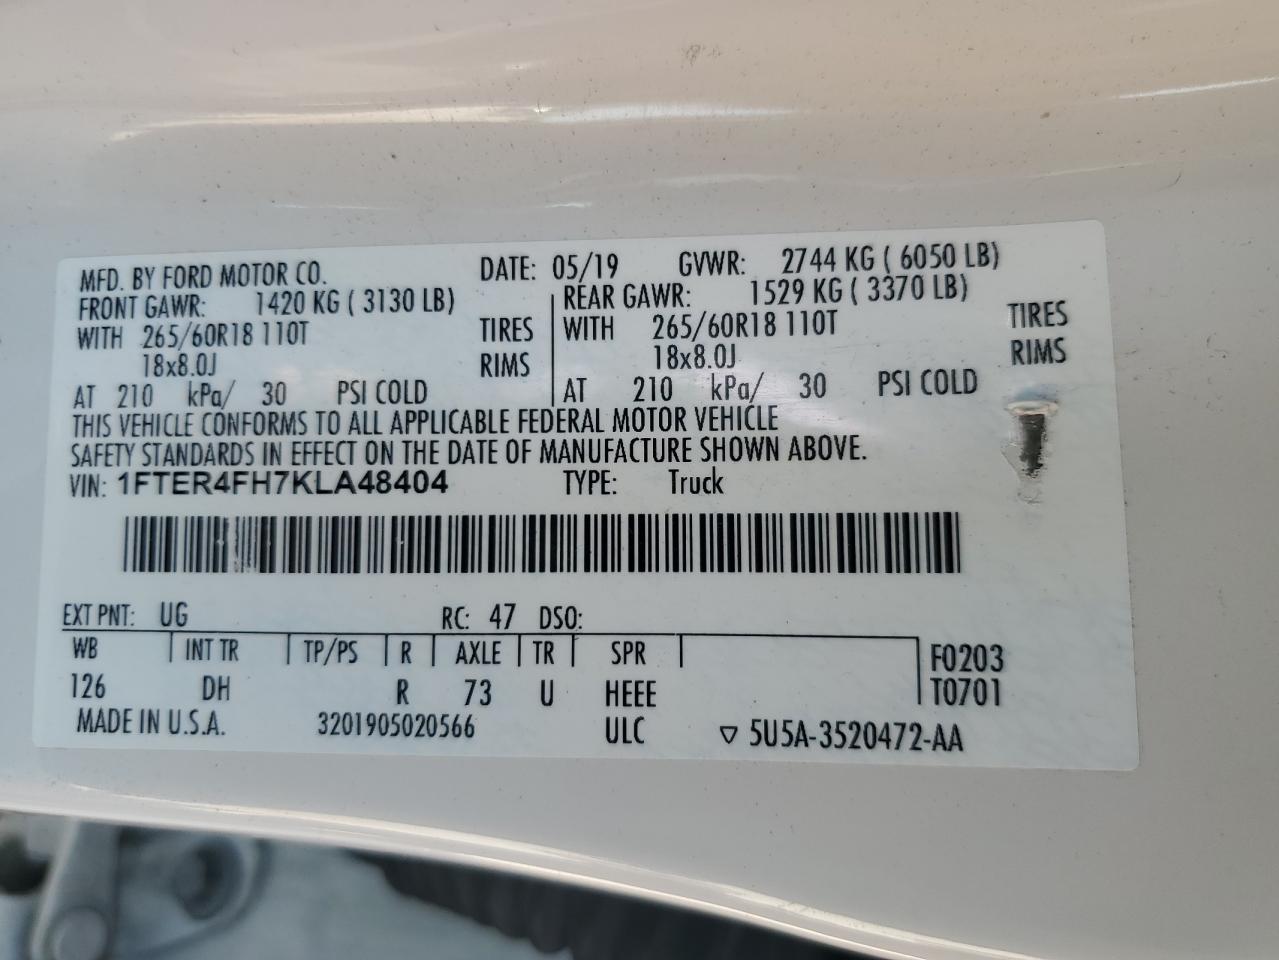 MFD. BY FORD MOTOR CO. DATE: 05/19 GVWR: 2744 KG ( 6050 LB)
FRONT GAWR: 1420 KG ( 3130 LB) REAR GAWR: 1529 KG ( 3370 LB)
WITH 265/60R18 110T TIRES WITH 265/60R18 110T TIRES
18x8.0J RIMS 18x8.0J RIMS
AT 210 kPa/ 30 PSI COLD AT 210 kPa/ 30 PSI COLD
THIS VEHICLE CONFORMS TO ALL APPLICABLE FEDERAL MOTOR VEHICLE
SAFETY STANDARDS IN EFFECT ON THE DATE OF MANUFACTURE SHOWN ABOVE.
VIN: 1FTER4FH7KLA48404 TYPE: Truck
EXT PNT: UG RC: 47 DSO:
WB INT TR TP/PS R AXLE TR SPR F0203
126 DH R 73 U HEEE T0701
MADE IN U.S.A. 3201905020566 ULC ▽ 5U5A-3520472-AA